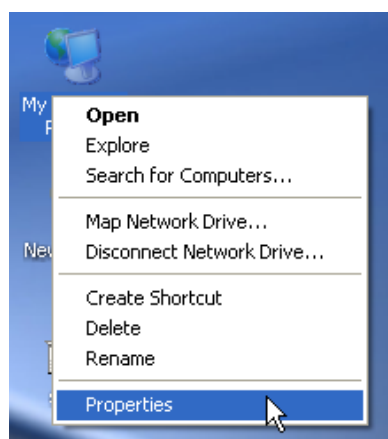 My
Open
Explore
Search for Computers...
Map Network Drive...
Disconnect Network Drive...
Create Shortcut
Delete
Rename
Properties